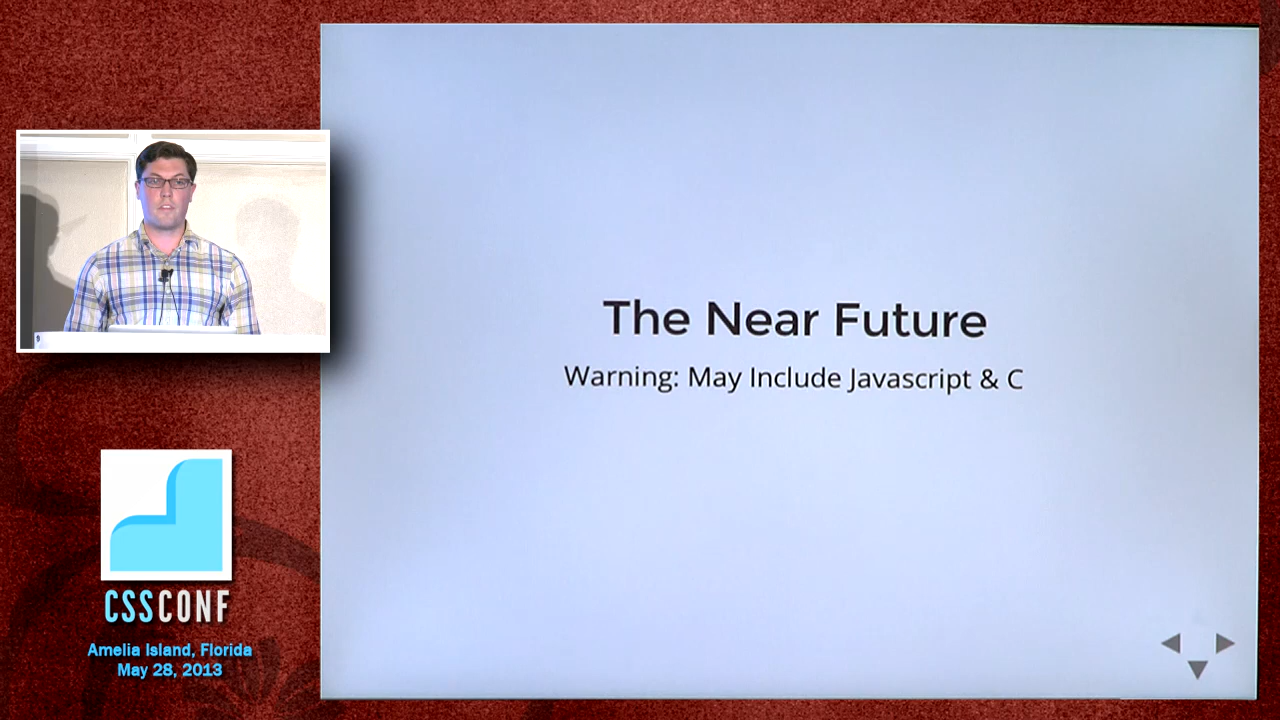 The Near Future
Warning: May Include Javascript & C
CSSCONF
Amelia Island, Florida
May 28, 2013